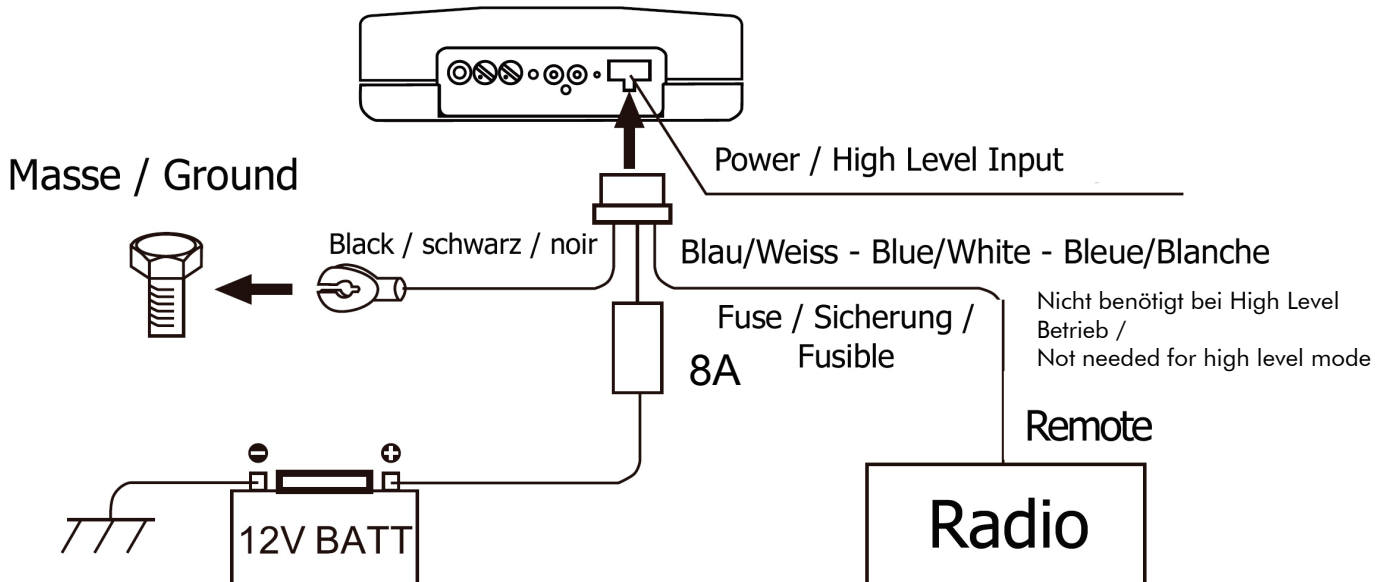 Power / High Level Input
Masse / Ground
Black / schwarz / noir
Blau/Weiss - Blue/White - Bleue/Blanche
Fuse / Sicherung /
Fusible
8A
Nicht benötigt bei High Level
Betrieb /
Not needed for high level mode
Remote
12V BATT
Radio